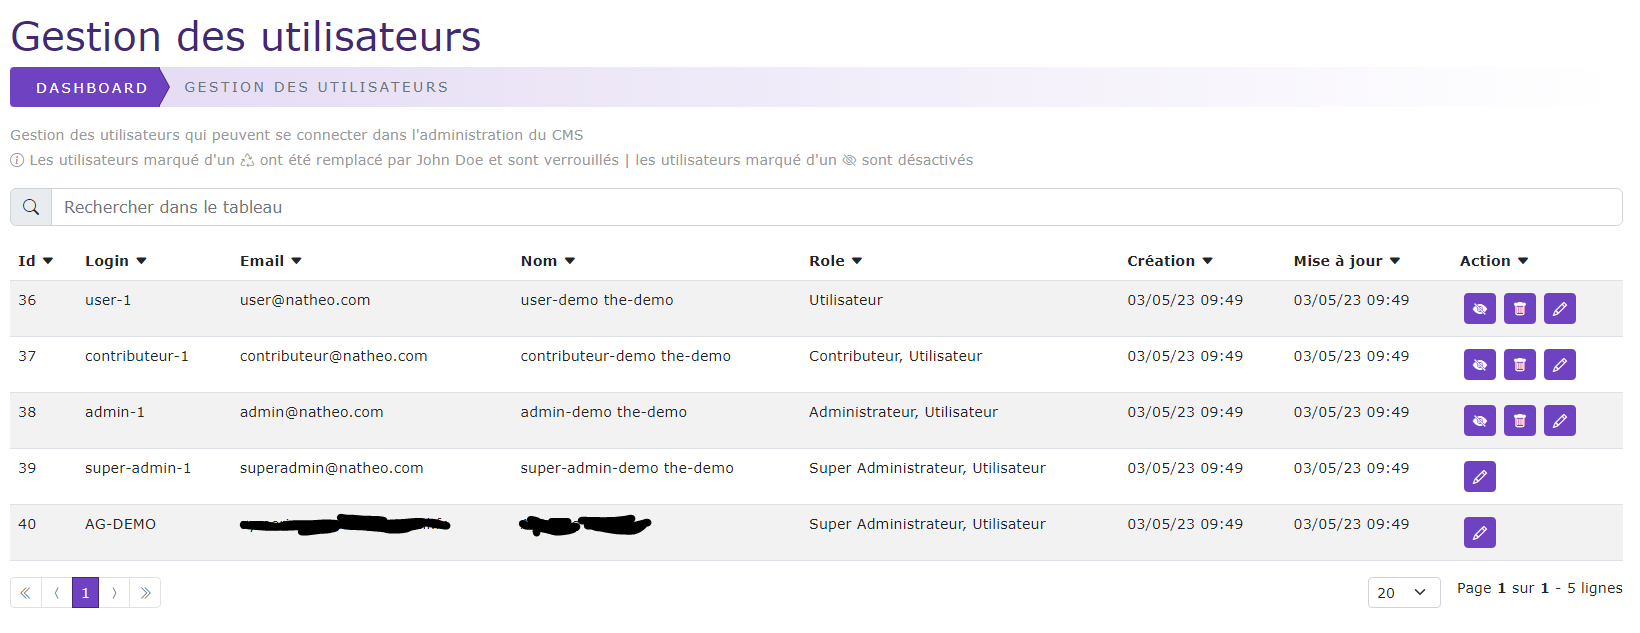 Gestion des utilisateurs
DASHBOARD GESTION DES UTILISATEURS
Gestion des utilisateurs qui peuvent se connecter dans l'administration du CMS
Les utilisateurs marqué d'un ont été remplacé par John Doe et sont verrouillés | les utilisateurs marqué d'un sont désactivés
Rechercher dans le tableau
Id Login Email Nom Role Création Mise à jour Action
36 user-1 user@natheo.com user-demo the-demo Utilisateur 03/05/23 09:49 03/05/23 09:49
37 contributeur-1 contributeur@natheo.com contributeur-demo the-demo Contributeur, Utilisateur 03/05/23 09:49 03/05/23 09:49
38 admin-1 admin@natheo.com admin-demo the-demo Administrateur, Utilisateur 03/05/23 09:49 03/05/23 09:49
39 super-admin-1 superadmin@natheo.com super-admin-demo the-demo Super Administrateur, Utilisateur 03/05/23 09:49 03/05/23 09:49
40 AG-DEMO Super Administrateur, Utilisateur 03/05/23 09:49 03/05/23 09:49
« ‹ 1 › » 20 Page 1 sur 1 - 5 lignes